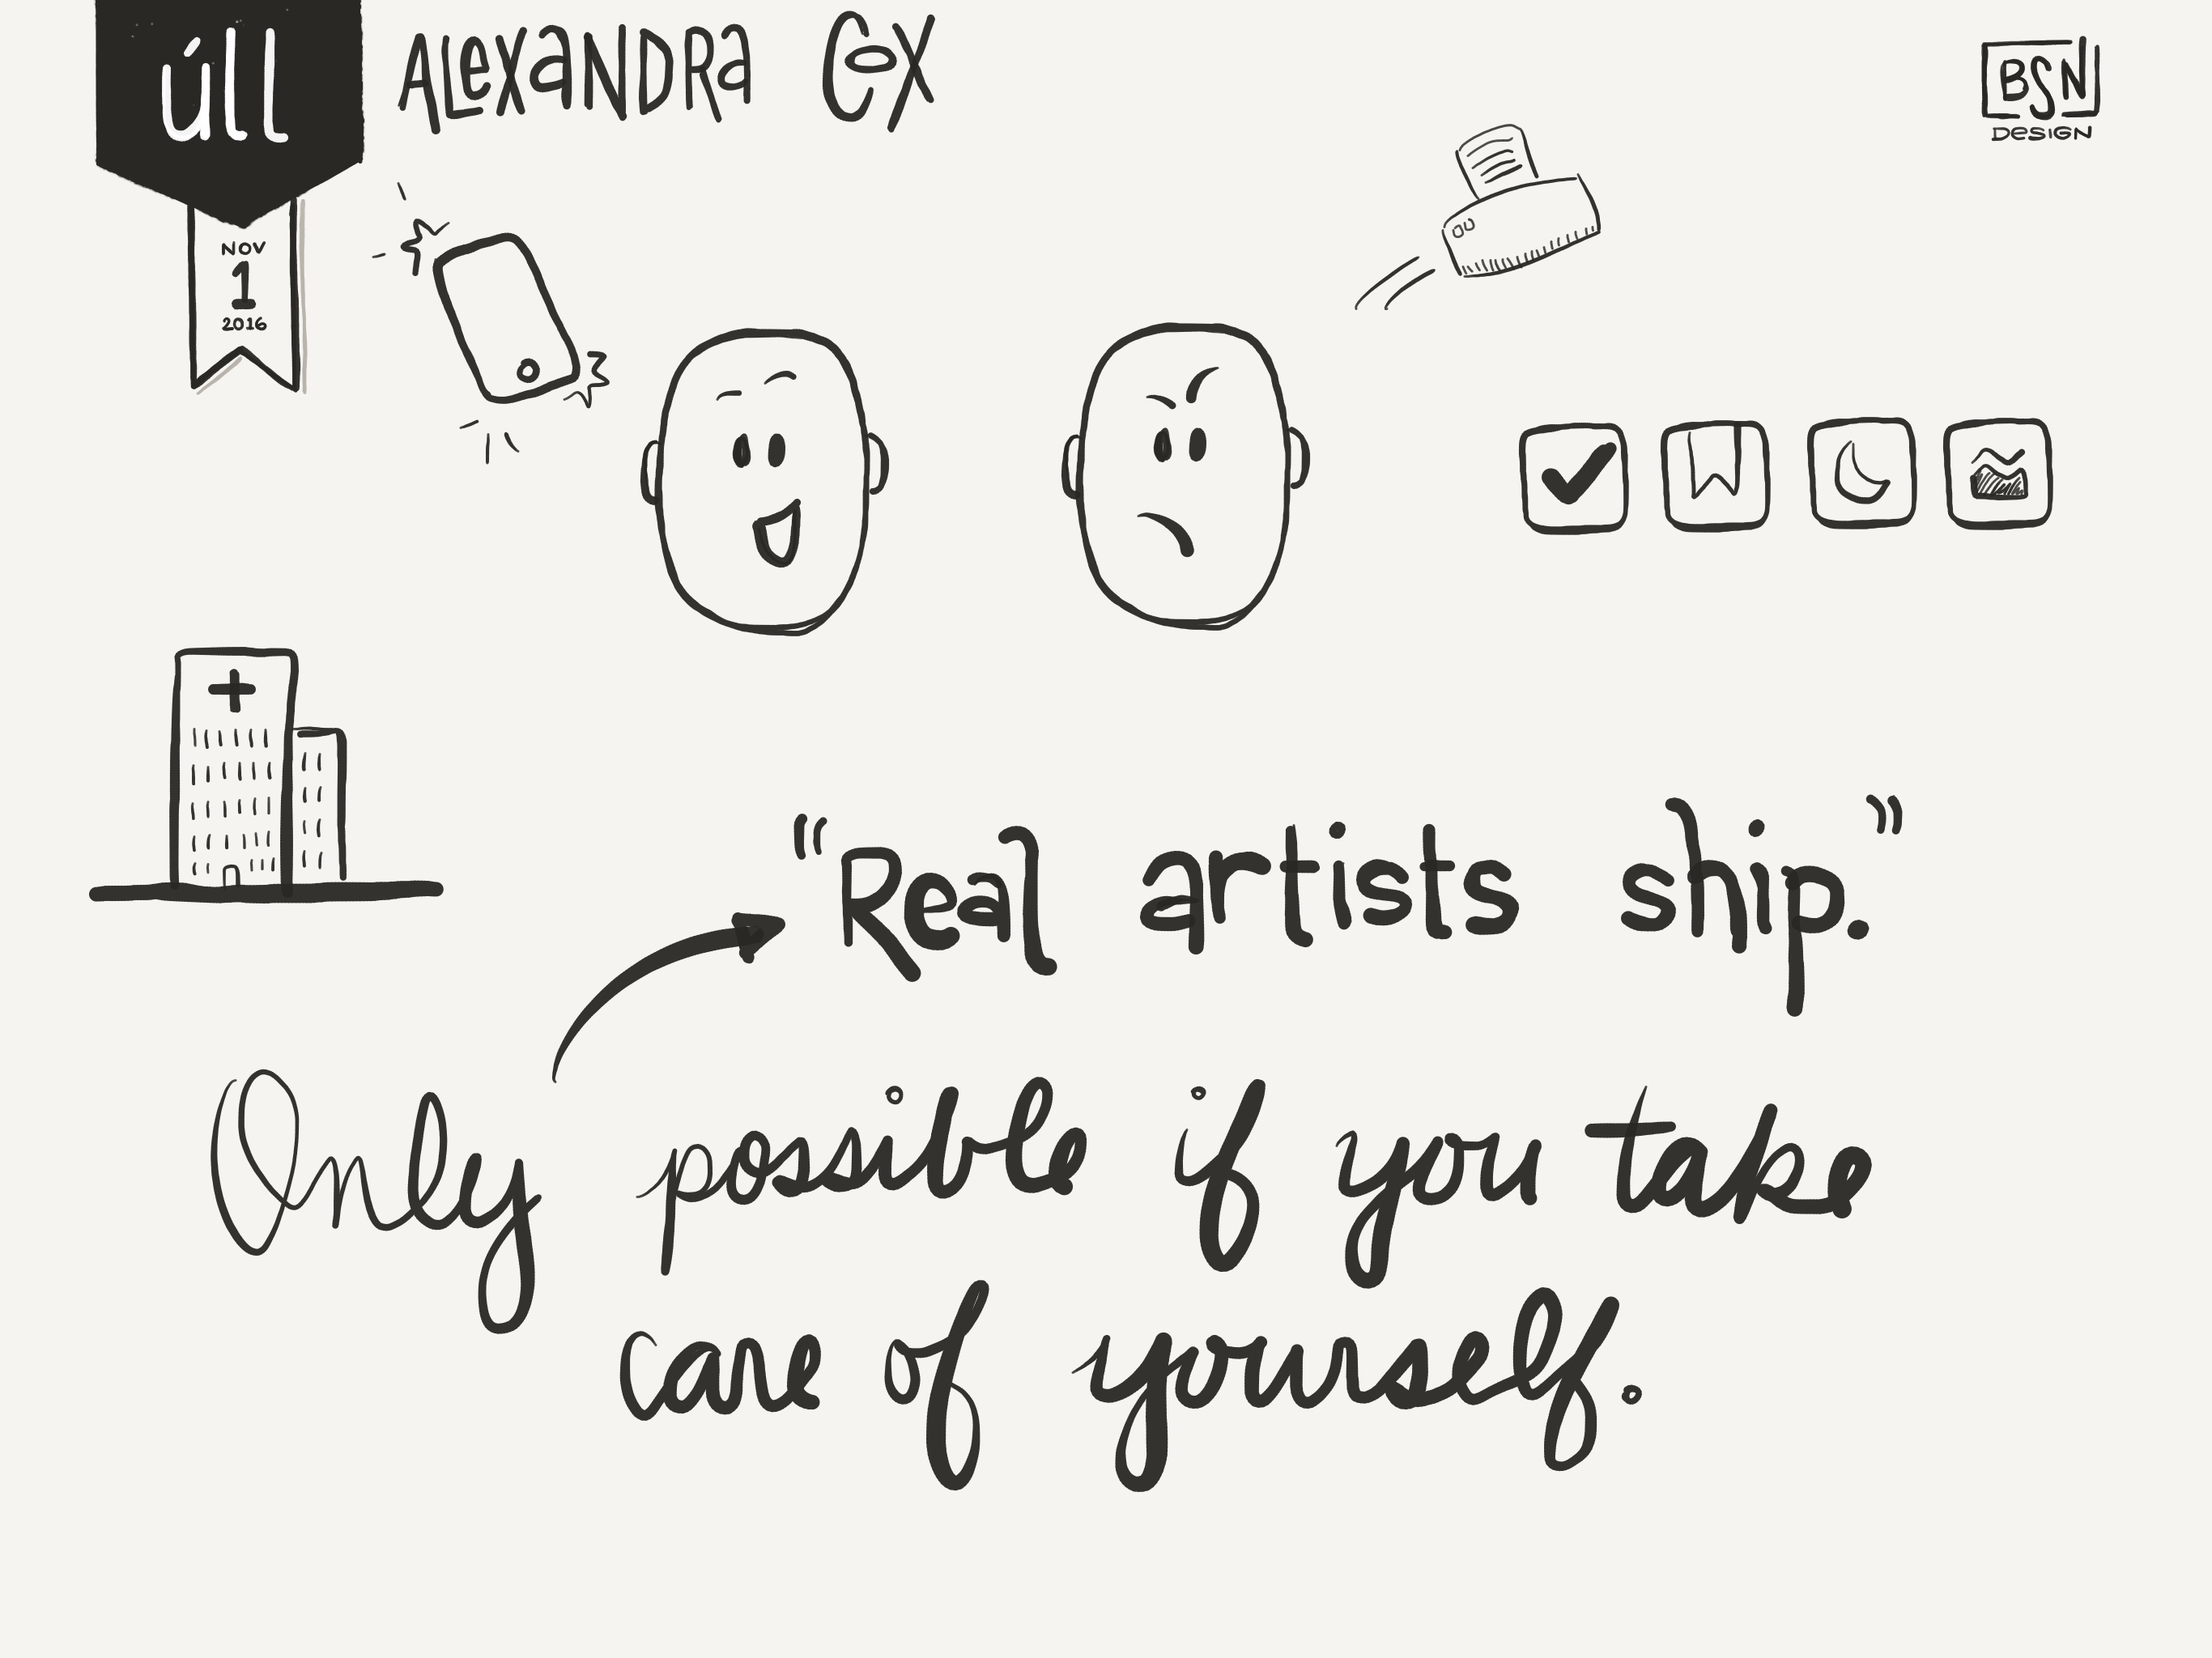 úll
ALEXANDRA COX
BSN
DESIGN
NOV
1
2016
"Real artists ship."
Only possible if you take
care of yourself.